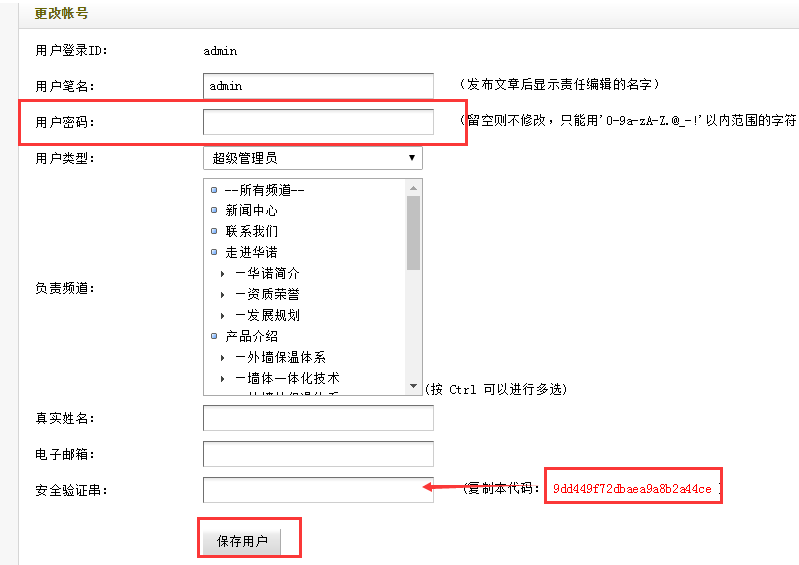 更改帐号
用户登录ID: admin
用户笔名: admin (发布文章后显示责任编辑的名字)
用户密码: (留空则不修改，只能用'0-9a-zA-Z.@_-!'以内范围的字符
用户类型: 超级管理员
--所有频道--
新闻中心
联系我们
走进华诺
—华诺简介
—资质荣誉
—发展规划
产品介绍
—外墙保温体系
—墙体一体化技术
负责频道: (按 Ctrl 可以进行多选)
真实姓名:
电子邮箱:
安全验证串: (复制本代码: 9dd449f72dbaea9a8b2a44ce
保存用户